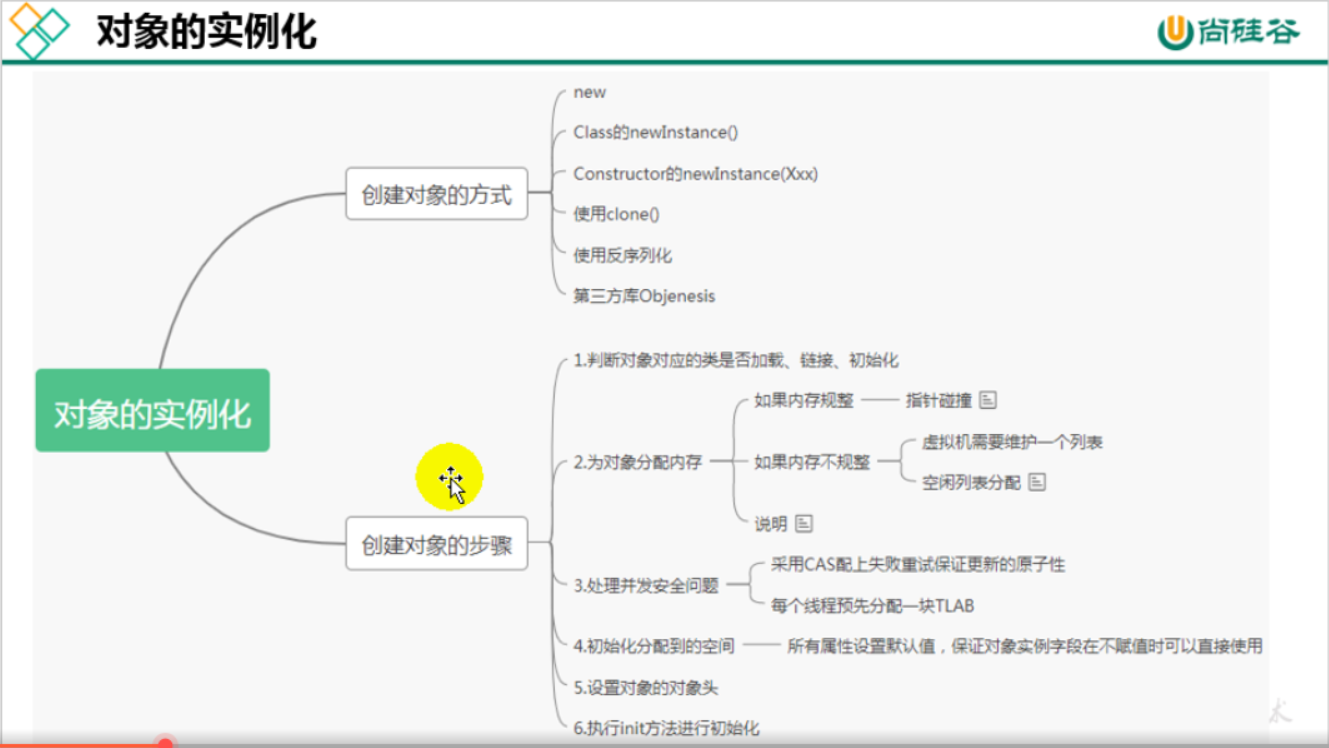 对象的实例化
尚硅谷
new
Class的newInstance()
Constructor的newInstance(Xxx)
创建对象的方式
使用clone()
使用反序列化
第三方库Objenesis
1.判断对象对应的类是否加载、链接、初始化
如果内存规整
指针碰撞
对象的实例化
虚拟机需要维护一个列表
2.为对象分配内存
如果内存不规整
空闲列表分配
说明
创建对象的步骤
采用CAS配上失败重试保证更新的原子性
3.处理并发安全问题
每个线程预先分配一块TLAB
4.初始化分配到的空间
所有属性设置默认值，保证对象实例字段在不赋值时可以直接使用
5.设置对象的对象头
6.执行init方法进行初始化
术